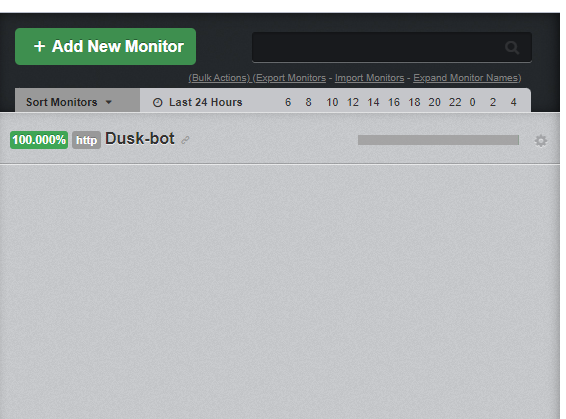 + Add New Monitor
(Bulk Actions) (Export Monitors - Import Monitors - Expand Monitor Names)
Sort Monitors Last 24 Hours 6 8 10 12 14 16 18 20 22 0 2 4
100.000% http Dusk-bot